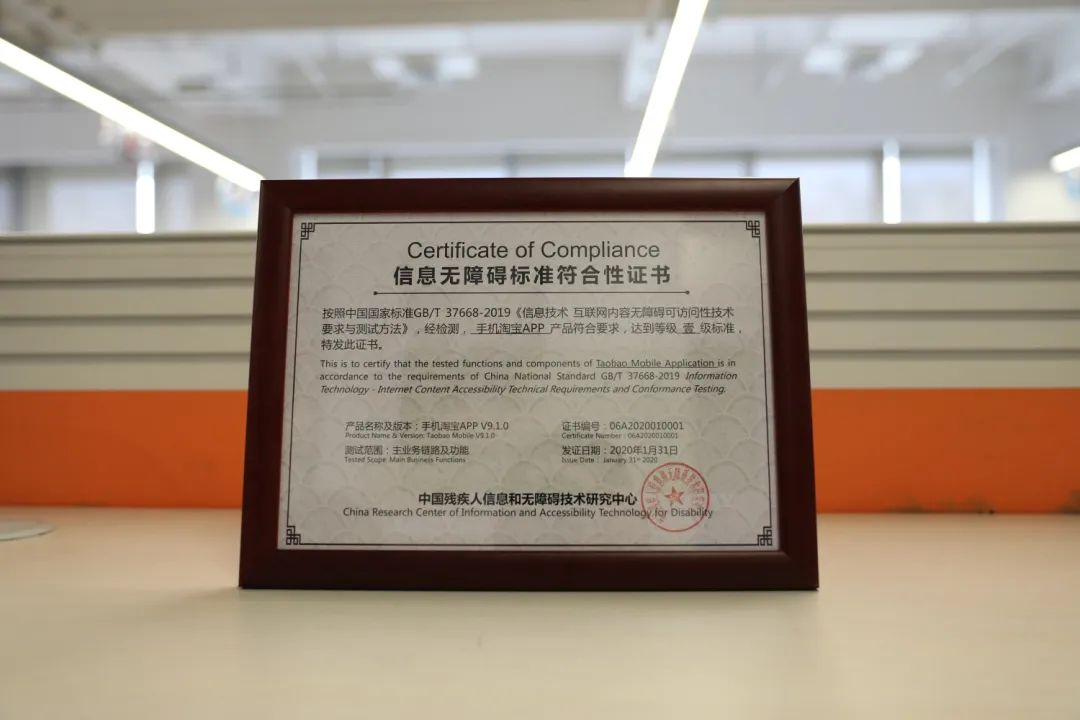 Certificate of Compliance
信息无障碍标准符合性证书
按照中国国家标准GB/T 37668-2019《信息技术 互联网内容无障碍可访问性技术
要求与测试方法》，经检测， 手机淘宝APP 产品符合要求，达到等级 壹 级标准，
特发此证书。
This is to certify that the tested functions and components of Taobao Mobile Application is in
accordance to the requirements of China National Standard GB/T 37668-2019 Information
Technology - Internet Content Accessibility Technical Requirements and Conformance Testing.
产品名称及版本：手机淘宝APP V9.1.0
Product Name & Version: Taobao Mobile V9.1.0
测试范围：主业务链路及功能
Tested Scope: Main Business Functions
证书编号：06A2020010001
Certificate Number：06A2020010001
发证日期：2020年1月31日
Issue Date： January 31st 2020
中国残疾人信息和无障碍技术研究中心
China Research Center of Information and Accessibility Technology for Disability